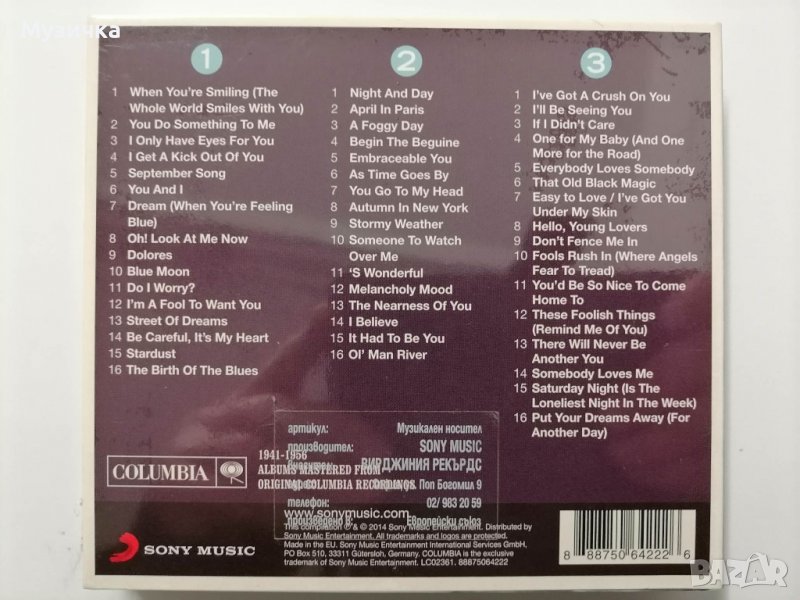 Музичка
1
1 When You're Smiling (The
Whole World Smiles With You)
2 You Do Something To Me
3 I Only Have Eyes For You
4 I Get A Kick Out Of You
5 September Song
6 You And I
7 Dream (When You're Feeling
Blue)
8 Oh! Look At Me Now
9 Dolores
10 Blue Moon
11 Do I Worry?
12 I'm A Fool To Want You
13 Street Of Dreams
14 Be Careful, It's My Heart
15 Stardust
16 The Birth Of The Blues
2
1 Night And Day
2 April In Paris
3 A Foggy Day
4 Begin The Beguine
5 Embraceable You
6 As Time Goes By
7 You Go To My Head
8 Autumn In New York
9 Stormy Weather
10 Someone To Watch
Over Me
11 'S Wonderful
12 Melancholy Mood
13 The Nearness Of You
14 I Believe
15 It Had To Be You
16 Ol' Man River
3
1 I've Got A Crush On You
2 I'll Be Seeing You
3 If I Didn't Care
4 One for My Baby (And One
More for the Road)
5 Everybody Loves Somebody
6 That Old Black Magic
7 Easy to Love / I've Got You
Under My Skin
8 Hello, Young Lovers
9 Don't Fence Me In
10 Fools Rush In (Where Angels
Fear To Tread)
11 You'd Be So Nice To Come
Home To
12 These Foolish Things
(Remind Me Of You)
13 There Will Never Be
Another You
14 Somebody Loves Me
15 Saturday Night (Is The
Loneliest Night In The Week)
16 Put Your Dreams Away (For
Another Day)
артикул: Музикален носител
производител: SONY MUSIC
ВИРДЖИНИЯ РЕКЪРДС
Поп Богомил 9
телефон: 02/ 983 20 59
произведено в: Европейски съюз
COLUMBIA
1941-1956
ALBUMS MASTERED FROM
ORIGINAL COLUMBIA RECORDINGS.
www.sonymusic.com
SONY MUSIC
This compilation ℗ & © 2014 Sony Music Entertainment. Distributed by
Sony Music Entertainment. All trademarks and logos are protected.
Made in the EU. Sony Music Entertainment International Services GmbH,
PO Box 510, 33311 Gütersloh, Germany. COLUMBIA is the exclusive
trademark of Sony Music Entertainment. LC02361. 88875064222
8 88750 64222 6
BAZAR